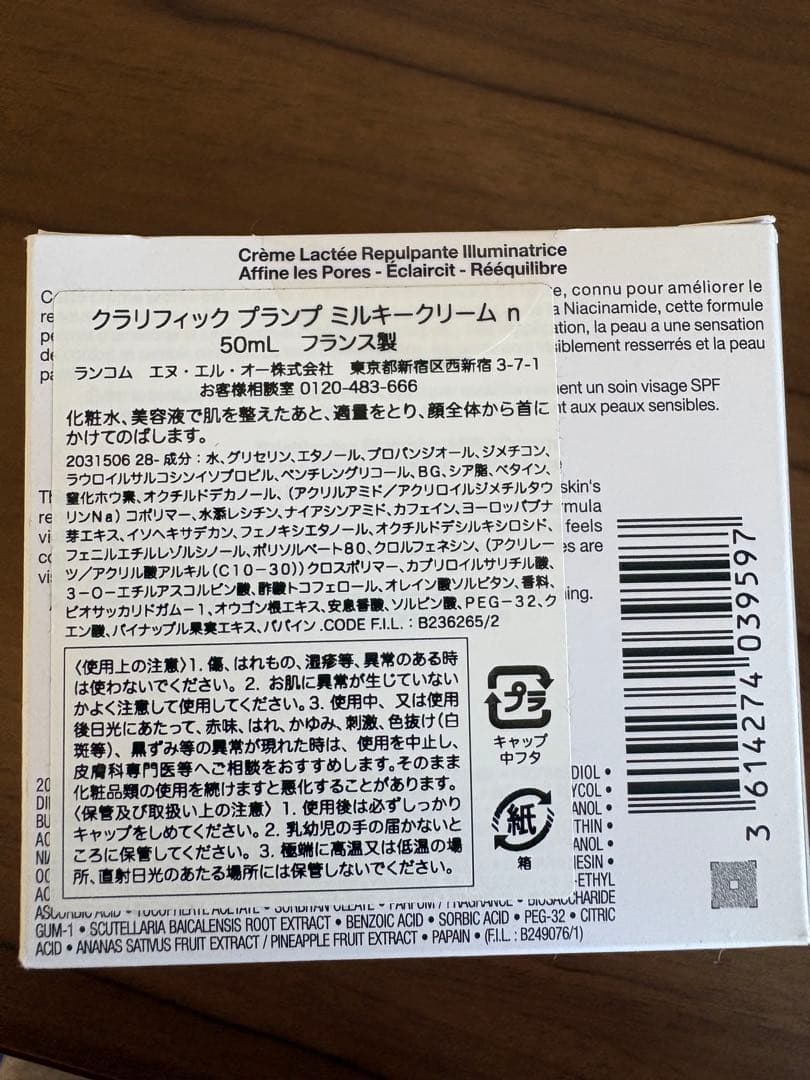 Crème Lactée Repulpante Illuminatrice
Affine les Pores - Éclaircit - Rééquilibre
connu pour améliorer le
Niacinamide, cette formule
la peau a une sensation
resserrés et la peau
un soin visage SPF
aux peaux sensibles.
クラリフィック プランプ ミルキークリーム n
50mL フランス製
ランコム エヌ・エル・オー株式会社 東京都新宿区西新宿 3-7-1
お客様相談室 0120-483-666
化粧水、美容液で肌を整えたあと、適量をとり、顔全体から首に
かけてのばします。
2031506 28- 成分：水、グリセリン、エタノール、プロパンジオール、ジメチコン、
ラウロイルサルコシンイソプロピル、ペンチレングリコール、BG、シア脂、ベタイン、
窒化ホウ素、オクチルドデカノール、（アクリルアミド／アクリロイルジメチルタウ
リンNa）コポリマー、水添レシチン、ナイアシンアミド、カフェイン、ヨーロッパブナ
芽エキス、イソヘキサデカン、フェノキシエタノール、オクチルドデシルキシロシド、
フェニルエチルレゾルシノール、ポリソルベート80、クロルフェネシン、（アクリレー
ツ／アクリル酸アルキル（C10-30））クロスポリマー、カプリロイルサリチル酸、
3-O-エチルアスコルビン酸、酢酸トコフェロール、オレイン酸ソルビタン、香料、
ビオサッカリドガム-1、オウゴン根エキス、安息香酸、ソルビン酸、PEG-32、ク
エン酸、パイナップル果実エキス、パパイン .CODE F.I.L. : B236265/2
skin's
feels
are
〈使用上の注意〉1. 傷、はれもの、湿疹等、異常のある時
は使わないでください。2. お肌に異常が生じていない
かよく注意して使用してください。3. 使用中、又は使用
後日光にあたって、赤味、はれ、かゆみ、刺激、色抜け（白
斑等）、黒ずみ等の異常が現れた時は、使用を中止し、
皮膚科専門医等へご相談をおすすめします。そのまま
化粧品類の使用を続けますと悪化することがあります。
〈保管及び取扱い上の注意〉 1. 使用後は必ずしっかり
キャップをしめてください。2. 乳幼児の手の届かないと
ころに保管してください。3. 極端に高温又は低温の場
所、直射日光のあたる場所には保管しないでください。
プラ
キャップ
中フタ
紙
箱
3 614274 039597
ASCORBIC ACID • TOCOPHERYL ACETATE • SORBITAN OLEATE • PARFUM / FRAGRANCE • BIOSACCHARIDE
GUM-1 • SCUTELLARIA BAICALENSIS ROOT EXTRACT • BENZOIC ACID • SORBIC ACID • PEG-32 • CITRIC
ACID • ANANAS SATIVUS FRUIT EXTRACT / PINEAPPLE FRUIT EXTRACT • PAPAIN • (F.I.L. : B249076/1)